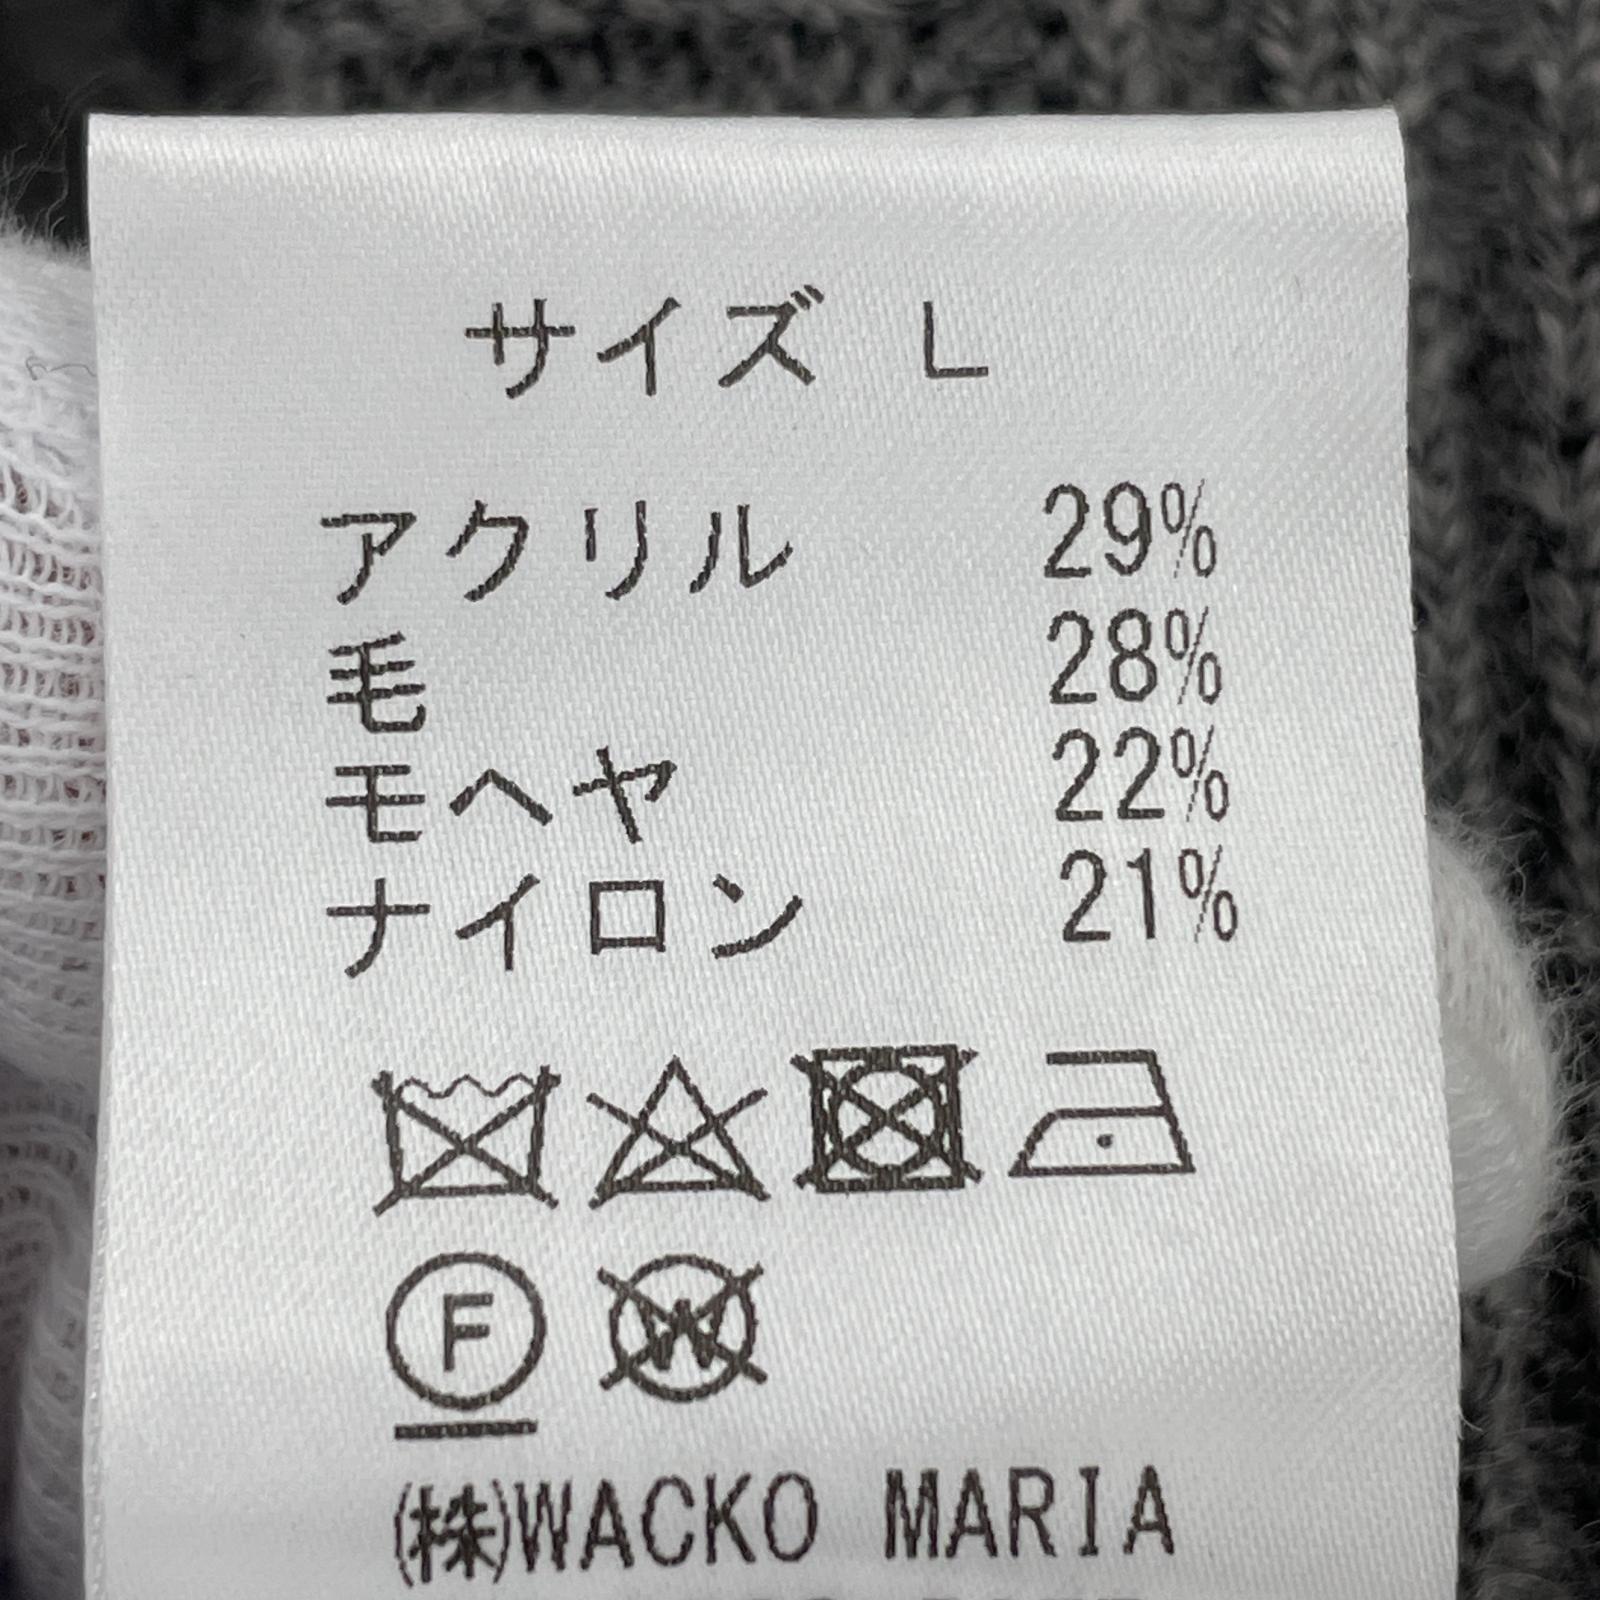 サイズ L
アクリル 29%
毛 28%
モヘヤ 22%
ナイロン 21%
F W
(株)WACKO MARIA